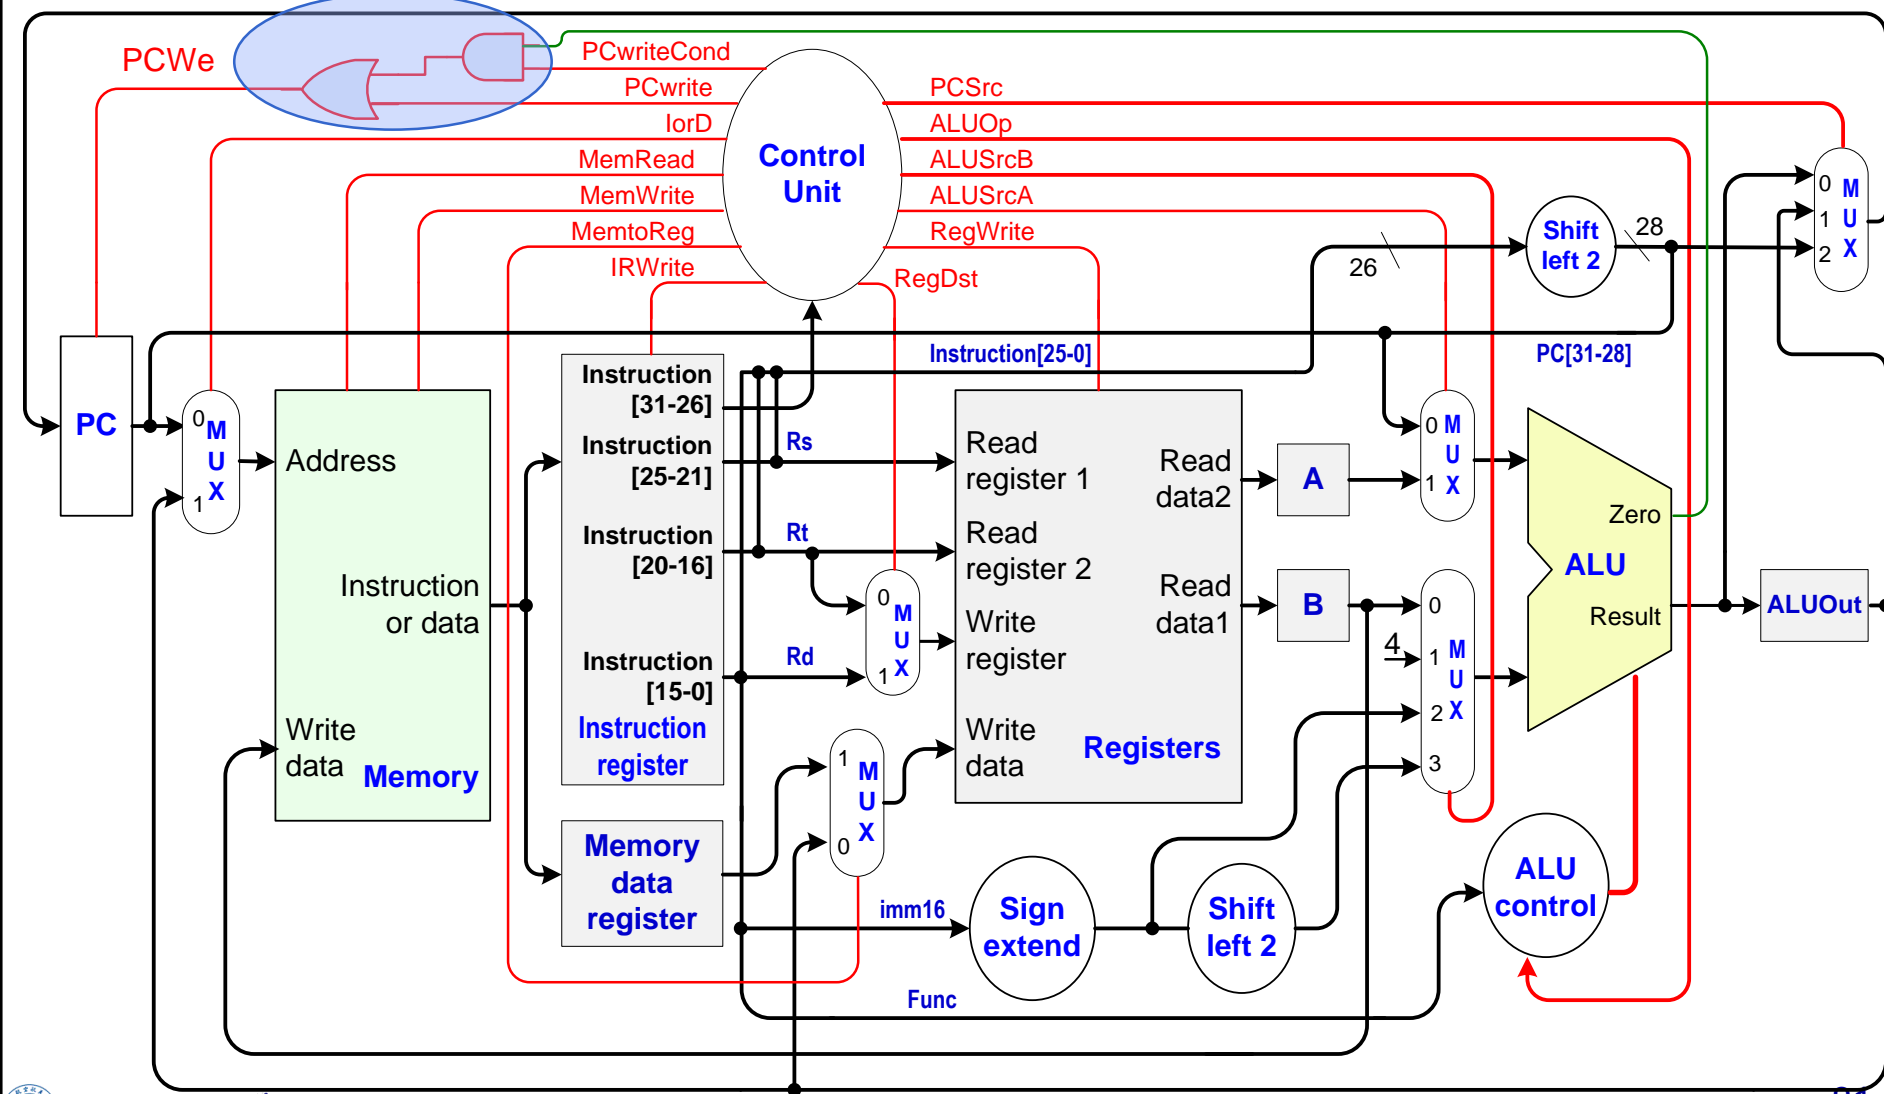 PCWe
PCwriteCond
PCwrite
IorD
MemRead
MemWrite
MemtoReg
IRWrite
Control
Unit
PCSrc
ALUOp
ALUSrcB
ALUSrcA
RegWrite
RegDst
26
Shift
left 2
28
0
1
2
M
U
X
Instruction[25-0]
PC[31-28]
PC
0
1
M
U
X
Address
Instruction
or data
Write
data
Memory
Instruction
[31-26]
Instruction
[25-21]
Instruction
[20-16]
Instruction
[15-0]
Instruction
register
Memory
data
register
Rs
Rt
Rd
0
1
M
U
X
1
0
M
U
X
Read
register 1
Read
register 2
Write
register
Write
data
Read
data2
Read
data1
Registers
A
B
0
1
M
U
X
4
0
1
2
3
M
U
X
Zero
ALU
Result
ALUOut
imm16
Sign
extend
Shift
left 2
ALU
control
Func